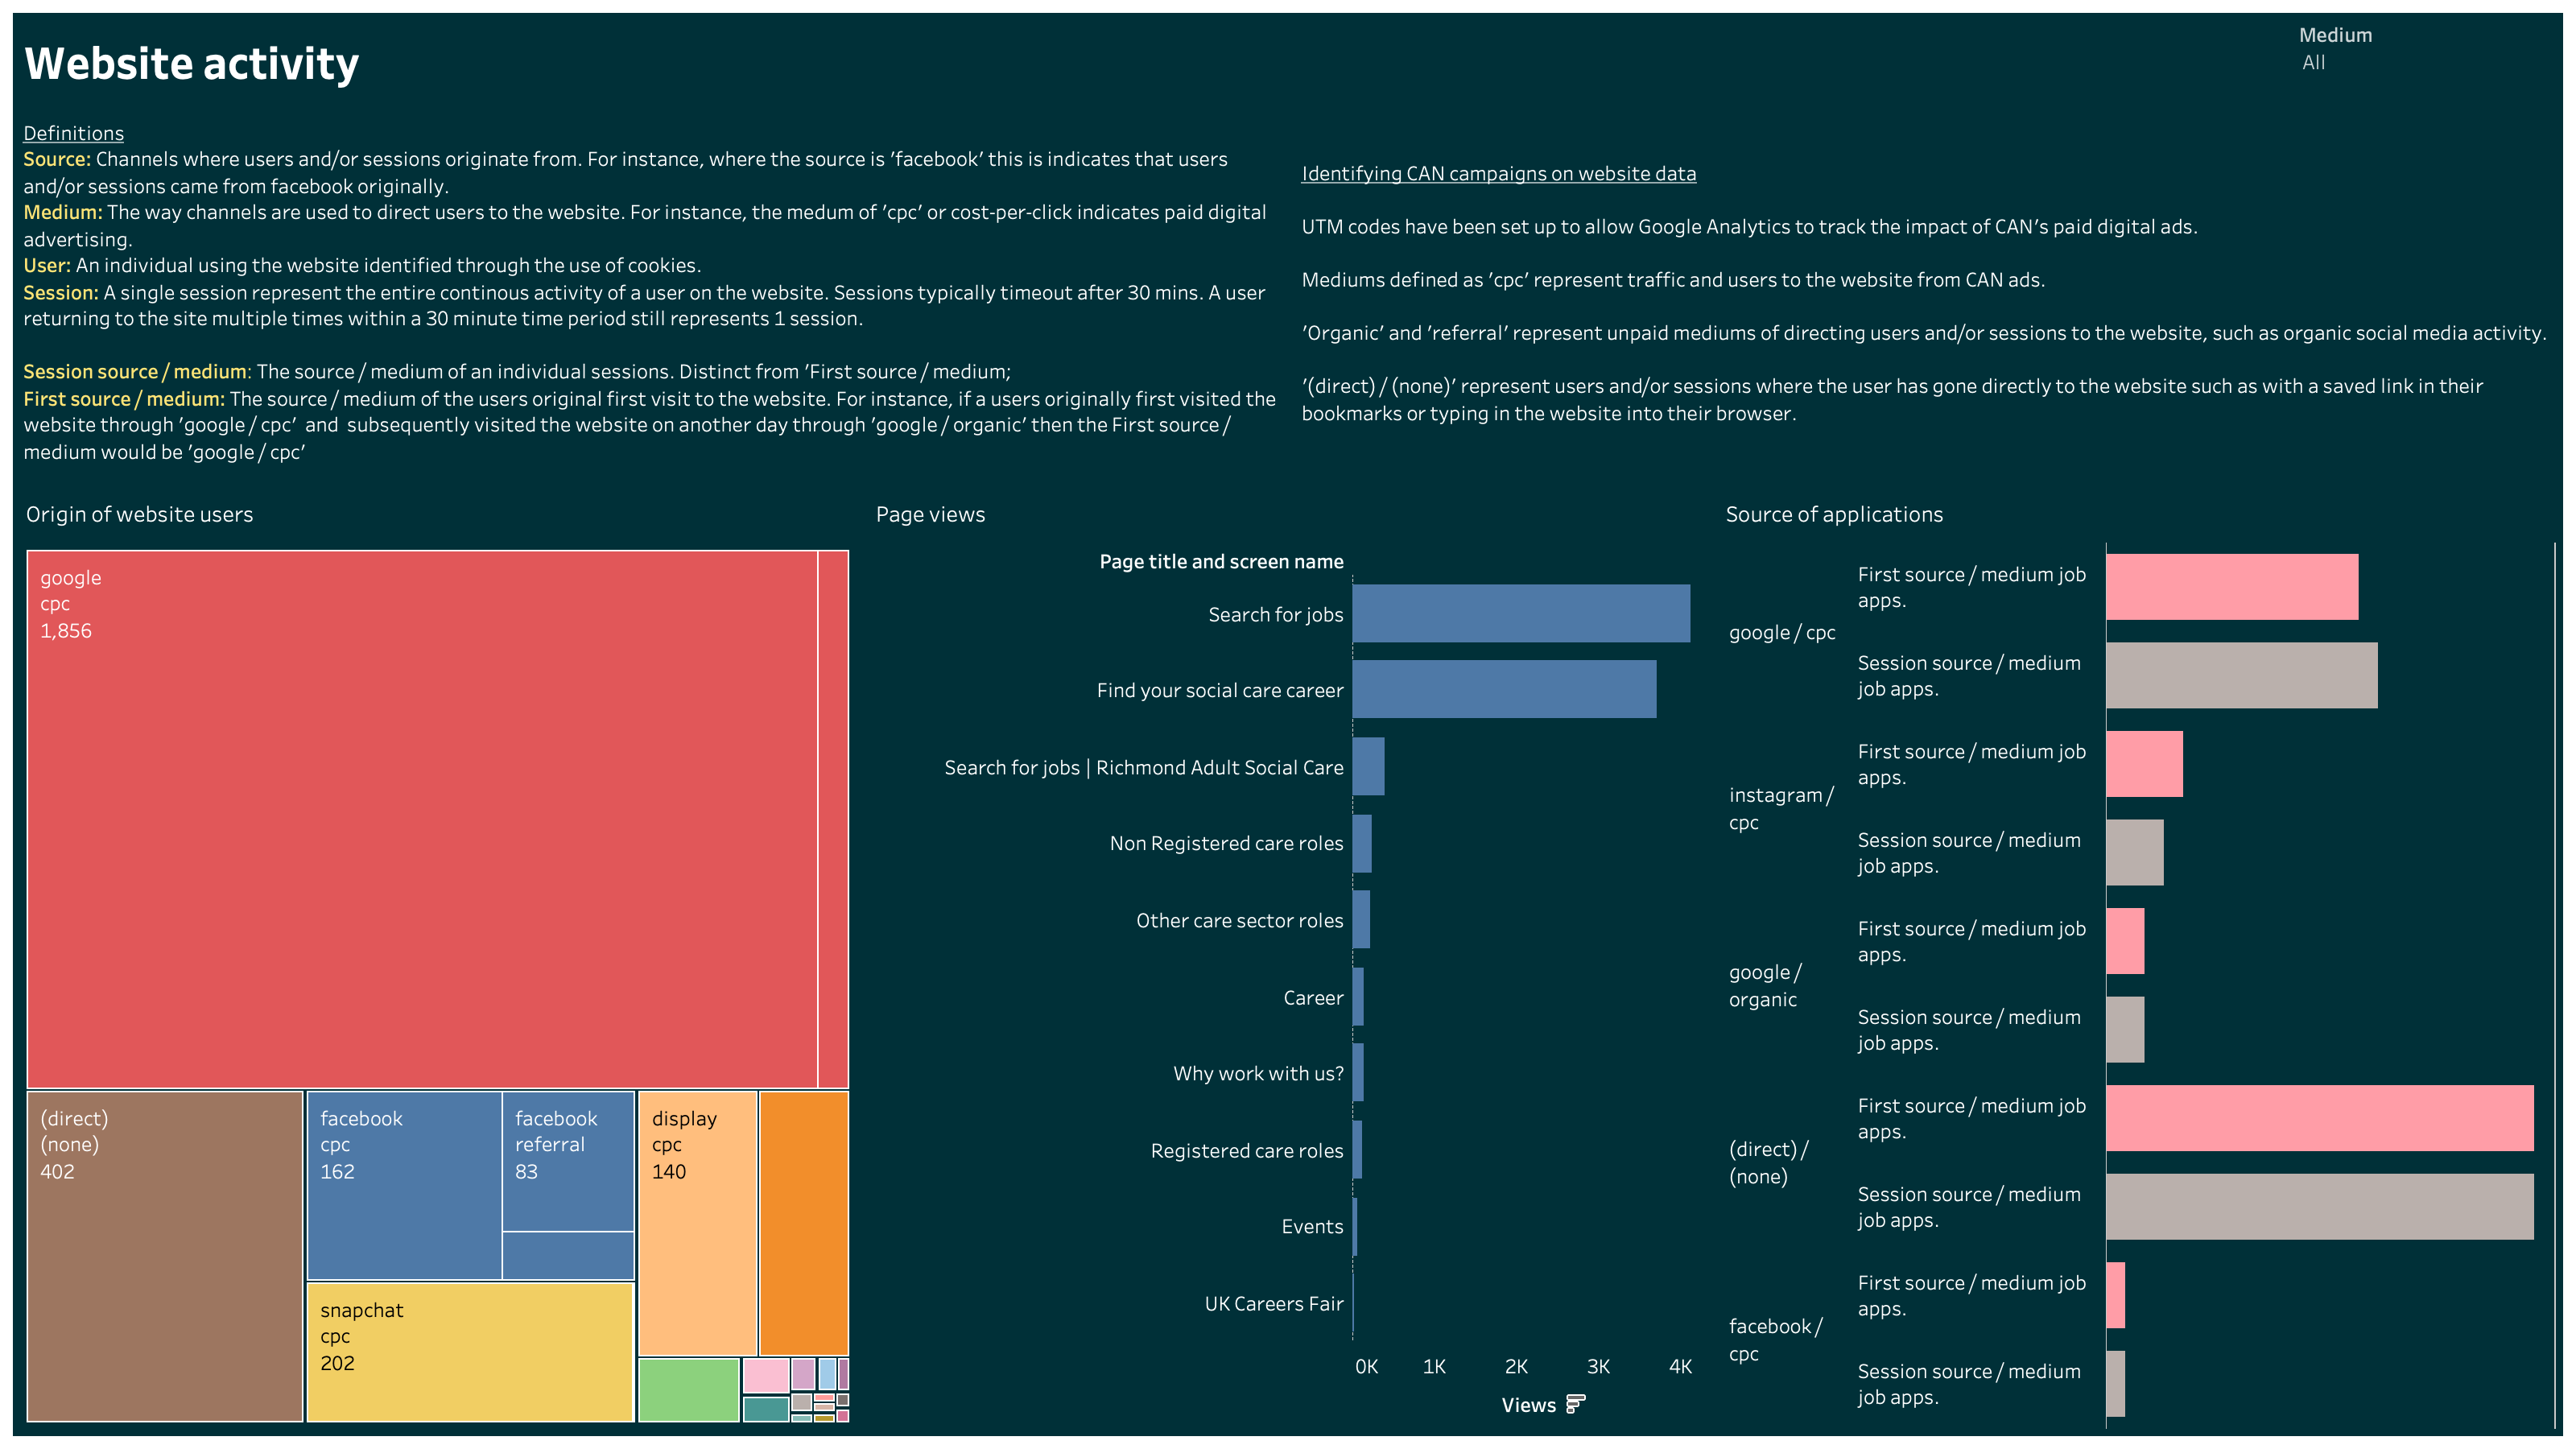 Website activity
Medium
All
Definitions
Source: Channels where users and/or sessions originate from. For instance, where the source is 'facebook' this is indicates that users
and/or sessions came from facebook originally.
Medium: The way channels are used to direct users to the website. For instance, the medum of 'cpc' or cost-per-click indicates paid digital
advertising.
User: An individual using the website identified through the use of cookies.
Session: A single session represent the entire continous activity of a user on the website. Sessions typically timeout after 30 mins. A user
returning to the site multiple times within a 30 minute time period still represents 1 session.
Session source / medium: The source / medium of an individual sessions. Distinct from 'First source / medium;
First source / medium: The source / medium of the users original first visit to the website. For instance, if a users originally first visited the
website through 'google / cpc' and subsequently visited the website on another day through 'google / organic' then the First source /
medium would be 'google / cpc'
Identifying CAN campaigns on website data
UTM codes have been set up to allow Google Analytics to track the impact of CAN's paid digital ads.
Mediums defined as 'cpc' represent traffic and users to the website from CAN ads.
'Organic' and 'referral' represent unpaid mediums of directing users and/or sessions to the website, such as organic social media activity.
'(direct) / (none)' represent users and/or sessions where the user has gone directly to the website such as with a saved link in their
bookmarks or typing in the website into their browser.
Origin of website users
google
cpc
1,856
(direct)
(none)
402
facebook
cpc
162
facebook
referral
83
display
cpc
140
snapchat
cpc
202
Page views
Page title and screen name
Search for jobs
Find your social care career
Search for jobs | Richmond Adult Social Care
Non Registered care roles
Other care sector roles
Career
Why work with us?
Registered care roles
Events
UK Careers Fair
0K 1K 2K 3K 4K
Views
Source of applications
google / cpc
First source / medium job
apps.
Session source / medium
job apps.
instagram /
cpc
First source / medium job
apps.
Session source / medium
job apps.
google /
organic
First source / medium job
apps.
Session source / medium
job apps.
(direct) /
(none)
First source / medium job
apps.
Session source / medium
job apps.
facebook /
cpc
First source / medium job
apps.
Session source / medium
job apps.